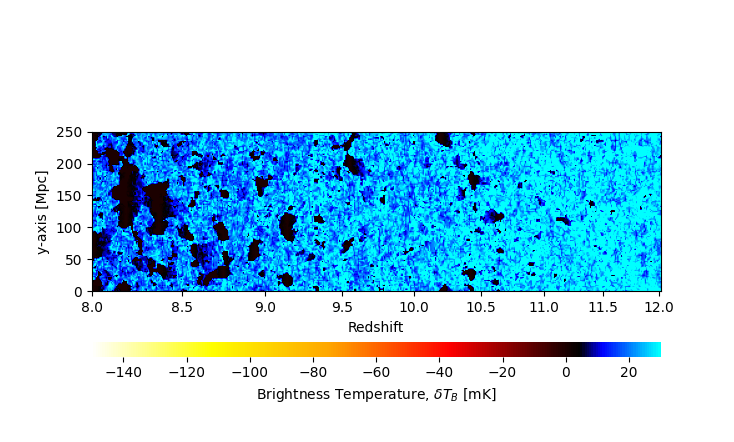 250
200
150
100
50
0
y-axis [Mpc]
8.0 8.5 9.0 9.5 10.0 10.5 11.0 11.5 12.0
Redshift
−140 −120 −100 −80 −60 −40 −20 0 20
Brightness Temperature, δT_B [mK]